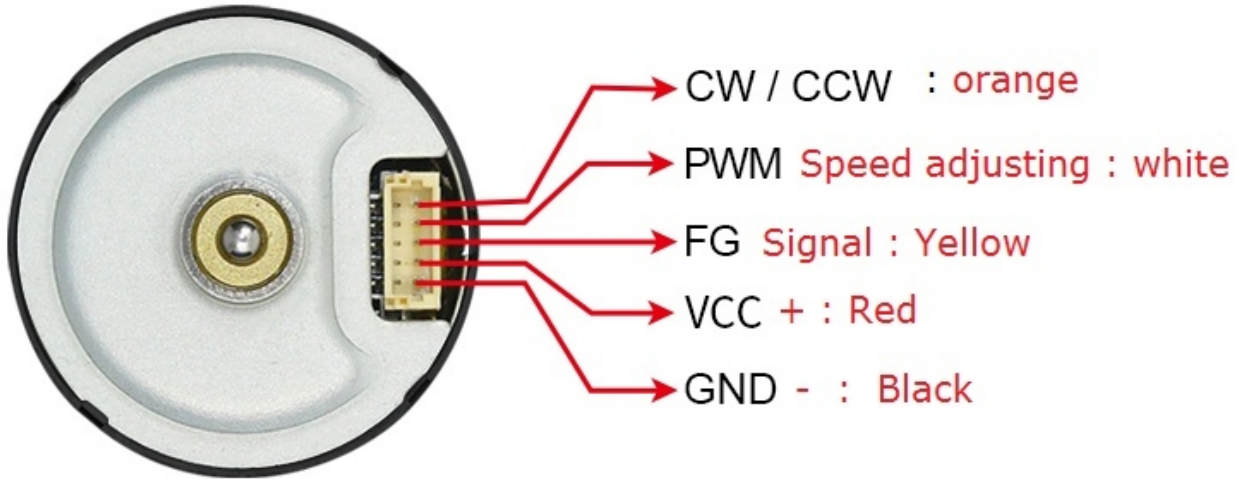 CW / CCW : orange
PWM Speed adjusting : white
FG Signal : Yellow
VCC + : Red
GND - : Black